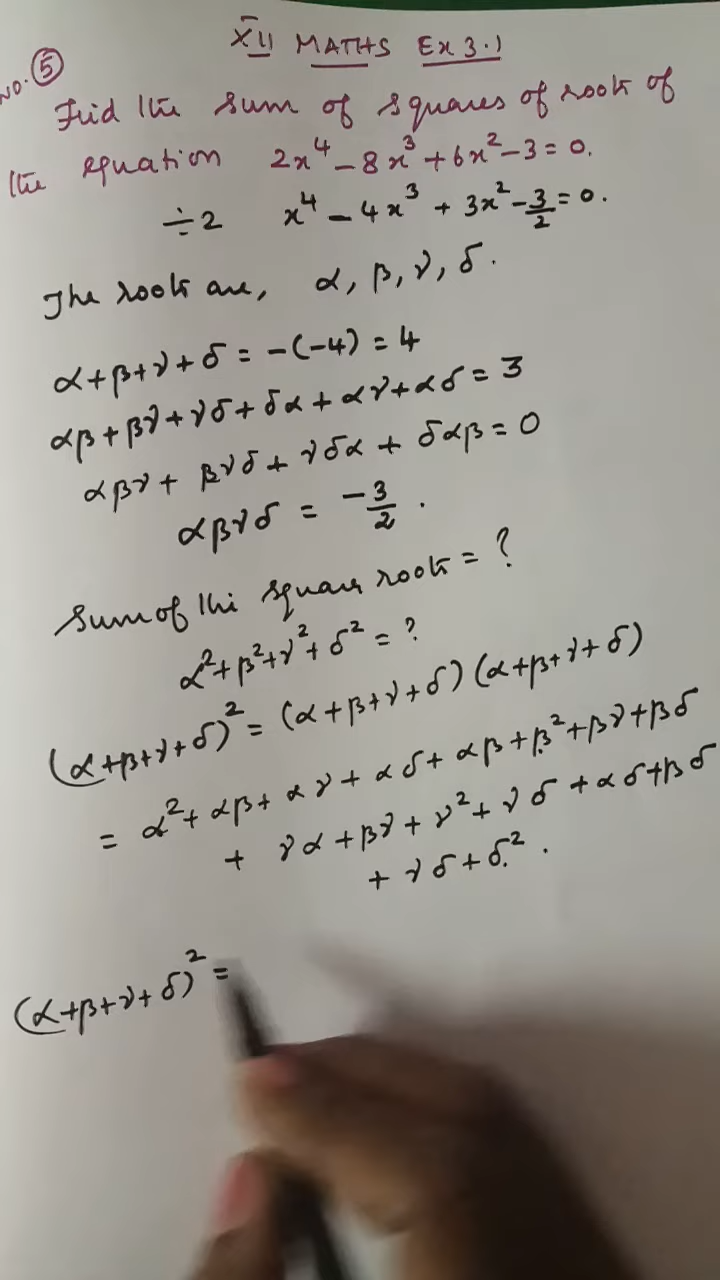 XII MATHS Ex 3.1
NO. 5
Find the sum of squares of root of
the equation 2x⁴ - 8x³ + 6x² - 3 = 0.
÷2 x⁴ - 4x³ + 3x² - 3/2 = 0.
The roots are, α, β, γ, δ.
α+β+γ+δ = -(-4) = 4
αβ + βγ + γδ + δα + αγ + αδ = 3
αβγ + βγδ + γδα + δαβ = 0
αβγδ = -3/2.
Sum of the square roots = ?
α²+β²+γ²+δ² = ?
(α+β+γ+δ)² = (α+β+γ+δ)(α+β+γ+δ)
= α²+αβ+αγ+αδ+αβ+β²+βγ+βδ
+ γα+βγ+γ²+γδ+αδ+βδ
+ γδ+δ².
(α+β+γ+δ)² =